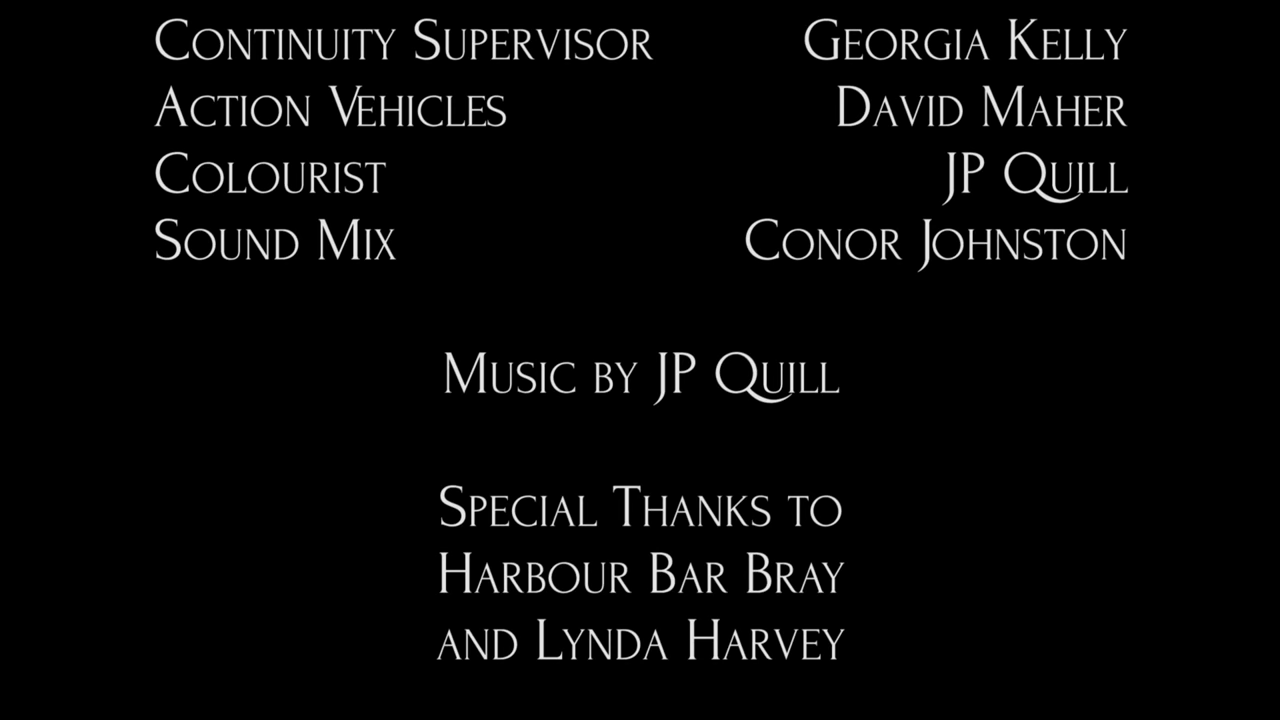 Continuity Supervisor Georgia Kelly
Action Vehicles David Maher
Colourist JP Quill
Sound Mix Conor Johnston
Music by JP Quill
Special Thanks to
Harbour Bar Bray
and Lynda Harvey